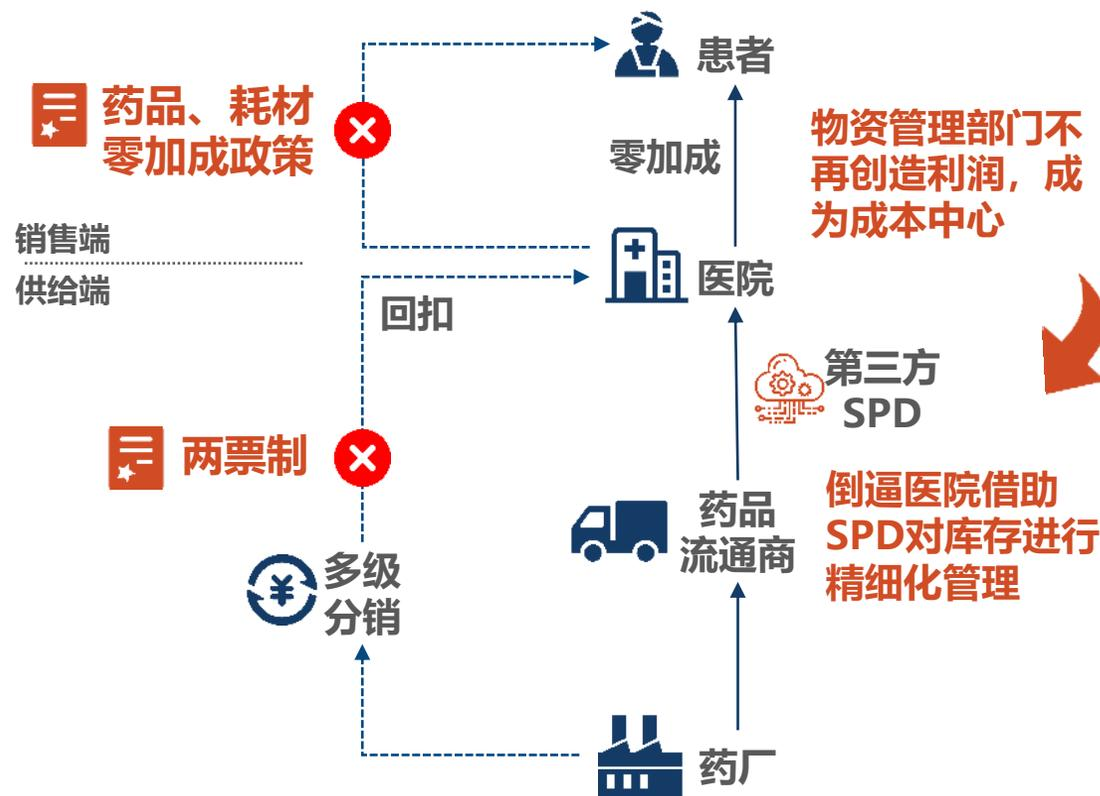 患者
药品、耗材
零加成政策
零加成
物资管理部门不
再创造利润，成
为成本中心
销售端
供给端
医院
回扣
第三方
SPD
两票制
药品
流通商
倒逼医院借助
SPD对库存进行
精细化管理
多级
分销
药厂